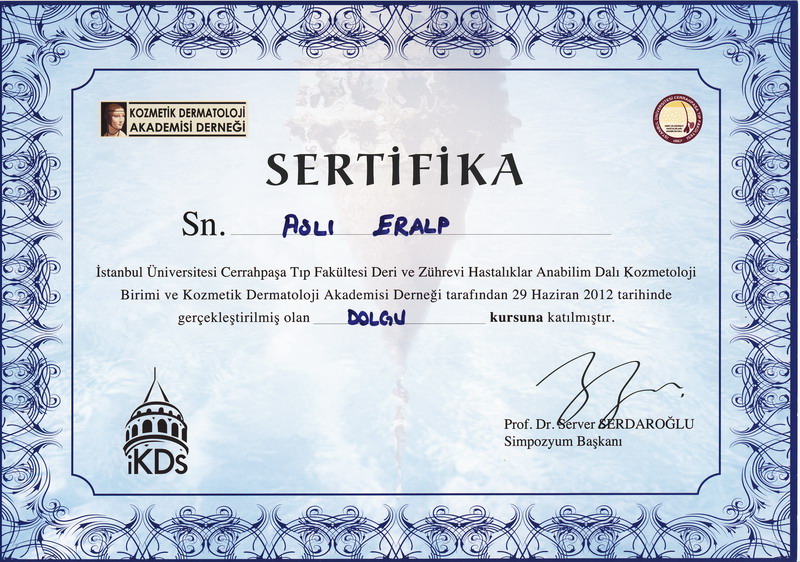 KOZMETİK DERMATOLOJİ
AKADEMİSİ DERNEĞİ
SERTİFİKA
Sn. ASLI ERALP
İstanbul Üniversitesi Cerrahpaşa Tıp Fakültesi Deri ve Zührevi Hastalıklar Anabilim Dalı Kozmetoloji
Birimi ve Kozmetik Dermatoloji Akademisi Derneği tarafından 29 Haziran 2012 tarihinde
gerçekleştirilmiş olan DOLGU kursuna katılmıştır.
iKDS
Prof. Dr. Server SERDAROĞLU
Simpozyum Başkanı